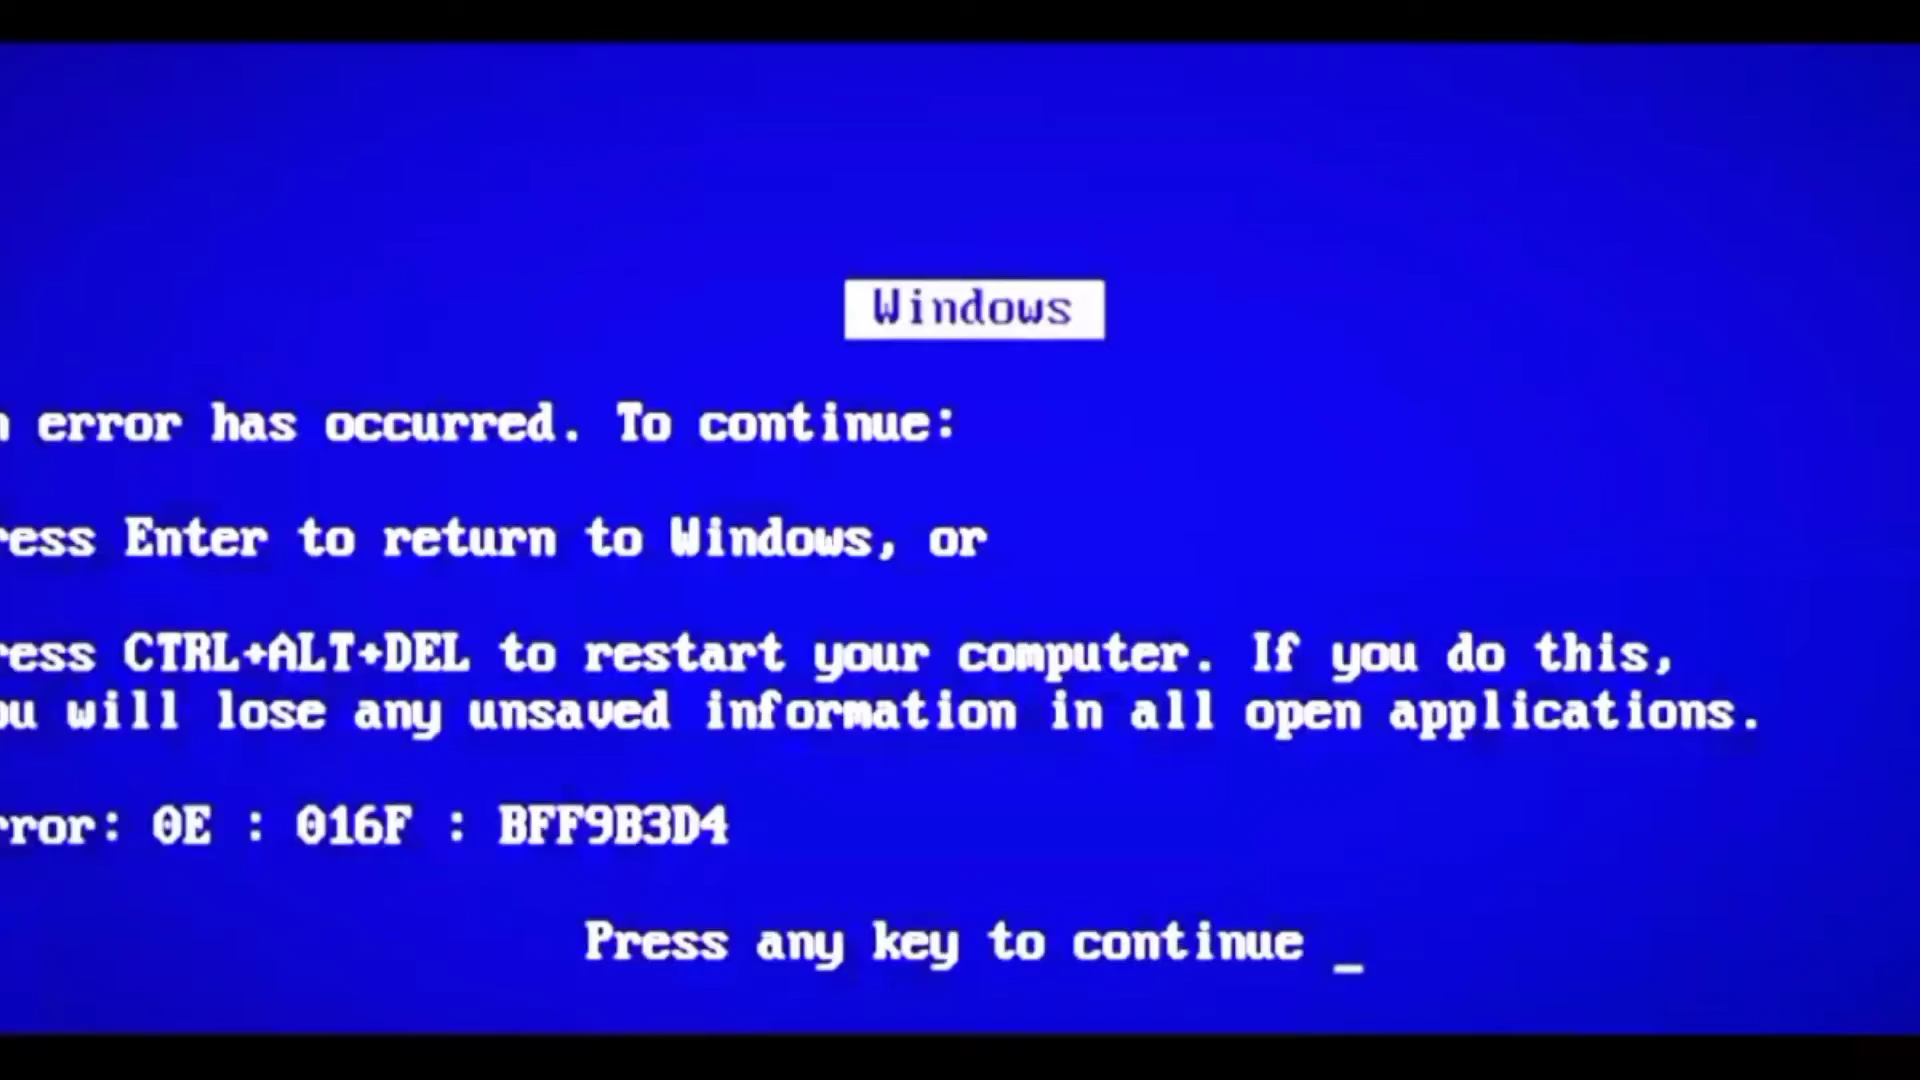 Windows
n error has occurred. To continue:
ress Enter to return to Windows, or
ress CTRL+ALT+DEL to restart your computer. If you do this,
ou will lose any unsaved information in all open applications.
rror: 0E : 016F : BFF9B3D4
Press any key to continue _